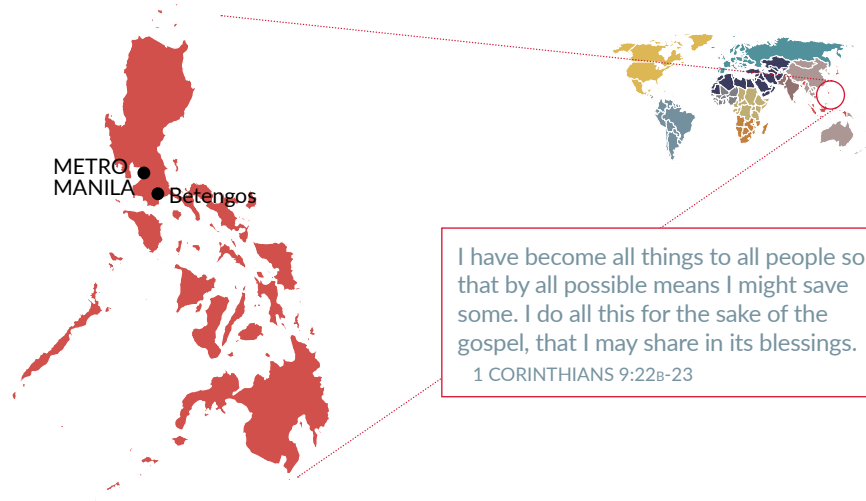 METRO
MANILA
Betengos
I have become all things to all people so
that by all possible means I might save
some. I do all this for the sake of the
gospel, that I may share in its blessings.
1 CORINTHIANS 9:22B-23